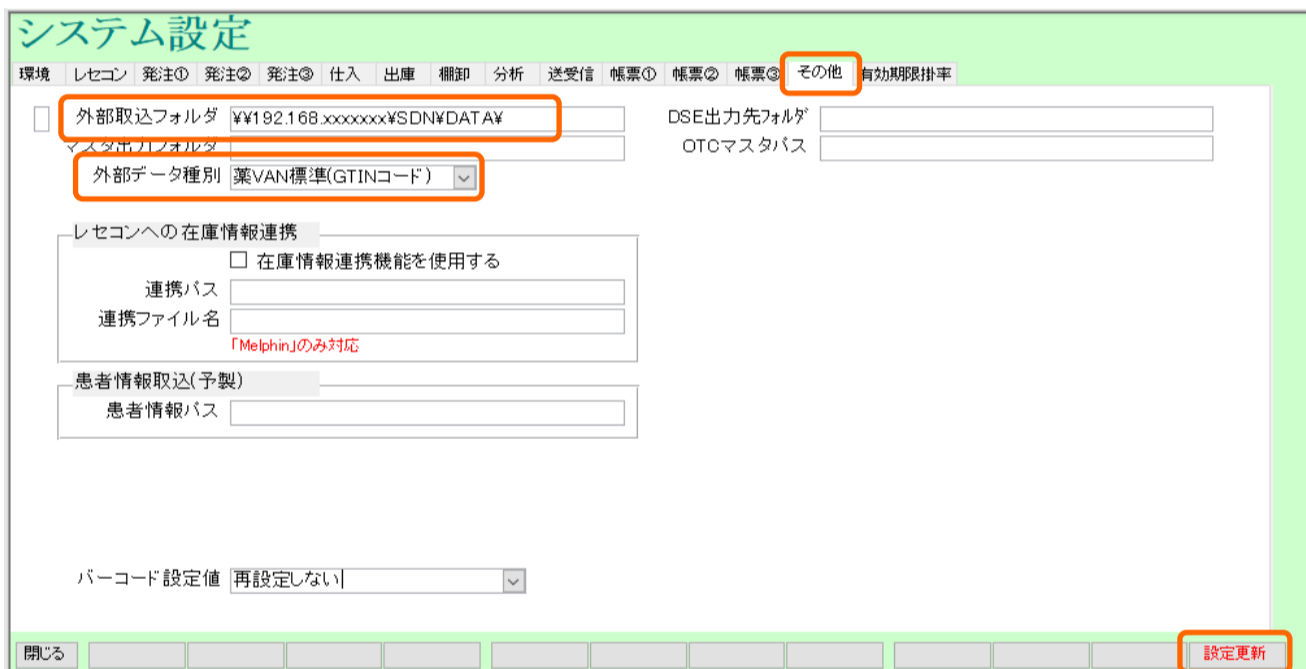 システム設定
環境 レセコン 発注① 発注② 発注③ 仕入 出庫 棚卸 分析 送受信 帳票① 帳票② 帳票③ その他 有効期限掛率
外部取込フォルダ ¥¥192.168.xxxxxxx¥SDN¥DATA¥ DSE出力先フォルダ
マスタ出力フォルダ OTCマスタパス
外部データ種別 薬VAN標準(GTINコード)
レセコンへの在庫情報連携
在庫情報連携機能を使用する
連携パス
連携ファイル名
「Melphin」のみ対応
患者情報取込(予製)
患者情報パス
バーコード設定値 再設定しない
閉じる 設定更新